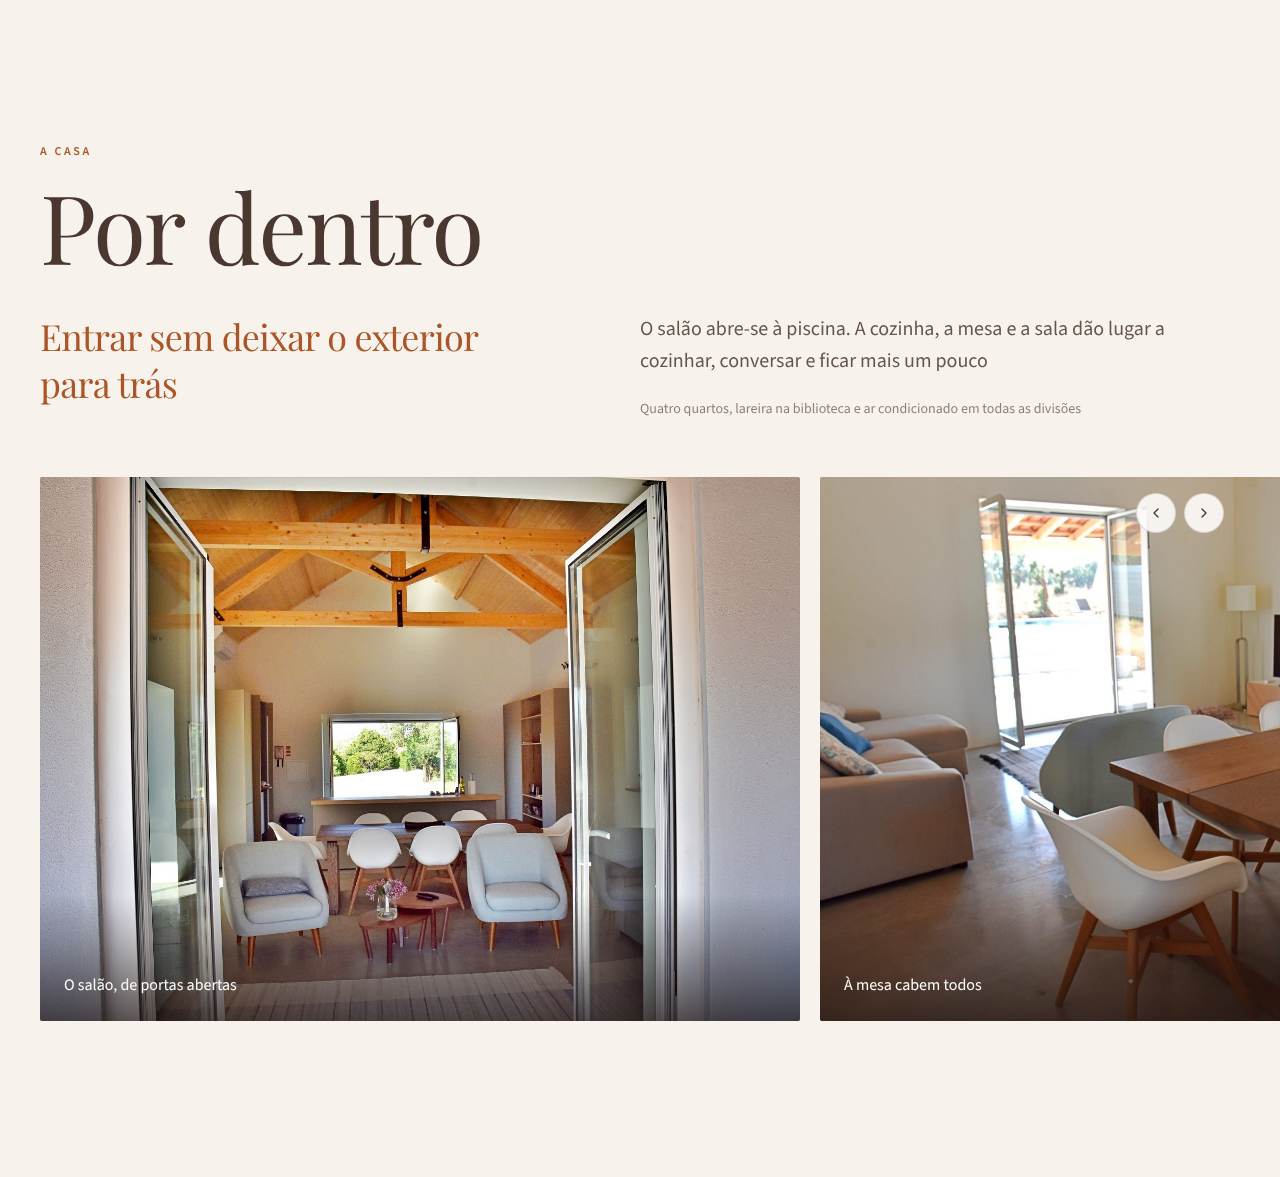 A CASA
Por dentro
Entrar sem deixar o exterior
para trás
O salão abre-se à piscina. A cozinha, a mesa e a sala dão lugar a
cozinhar, conversar e ficar mais um pouco
Quatro quartos, lareira na biblioteca e ar condicionado em todas as divisões
O salão, de portas abertas
À mesa cabem todos